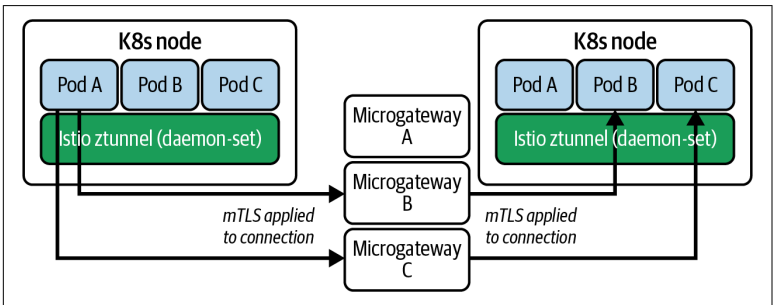 K8s node
Pod A
Pod B
Pod C
Istio ztunnel (daemon-set)
K8s node
Pod A
Pod B
Pod C
Istio ztunnel (daemon-set)
Microgateway
A
Microgateway
B
Microgateway
C
mTLS applied
to connection
mTLS applied
to connection